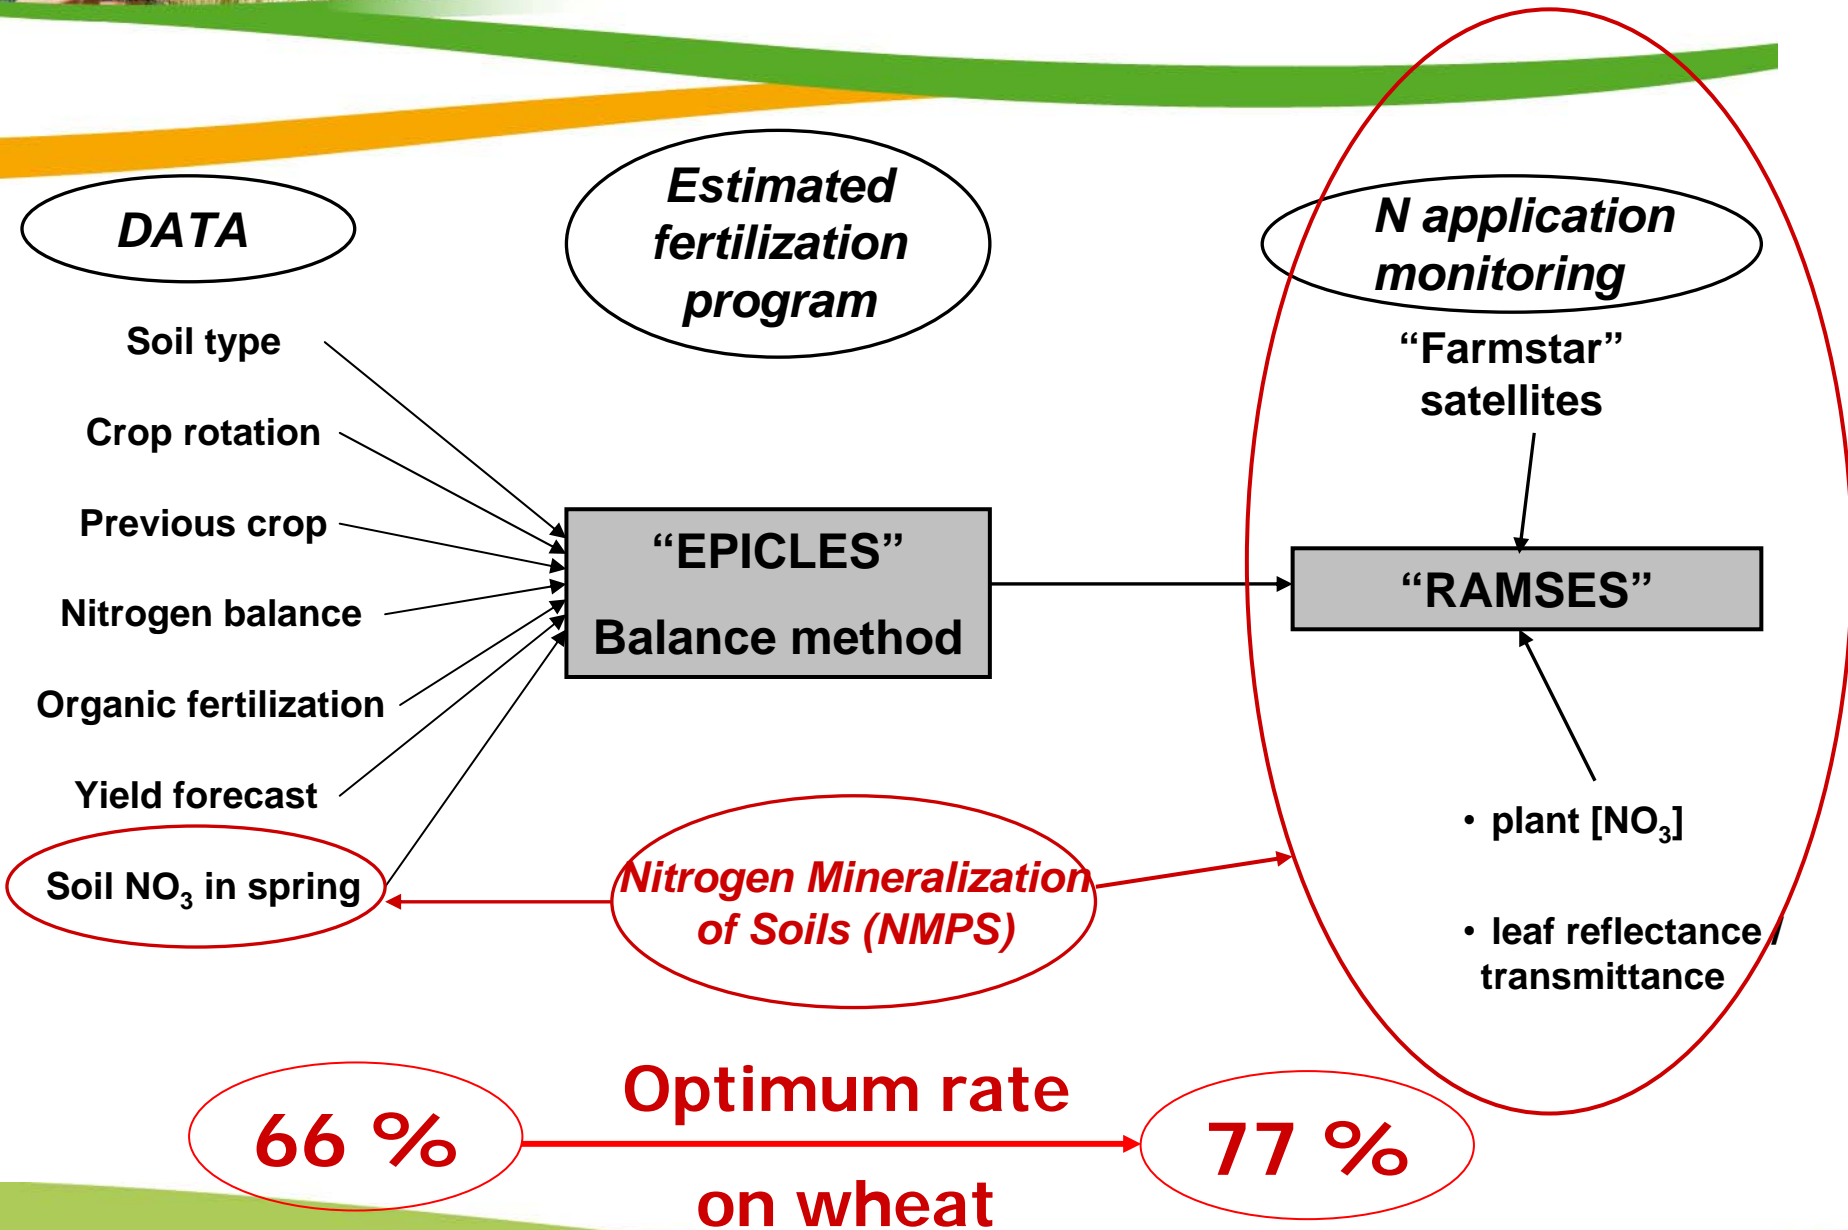 DATA
Soil type
Crop rotation
Previous crop
Nitrogen balance
Organic fertilization
Yield forecast
Soil NO₃ in spring
Estimated
fertilization
program
“EPICLES”
Balance method
Nitrogen Mineralization
of Soils (NMPS)
N application
monitoring
“Farmstar”
satellites
“RAMSES”
• plant [NO₃]
• leaf reflectance /
transmittance
66 %
Optimum rate
on wheat
77 %